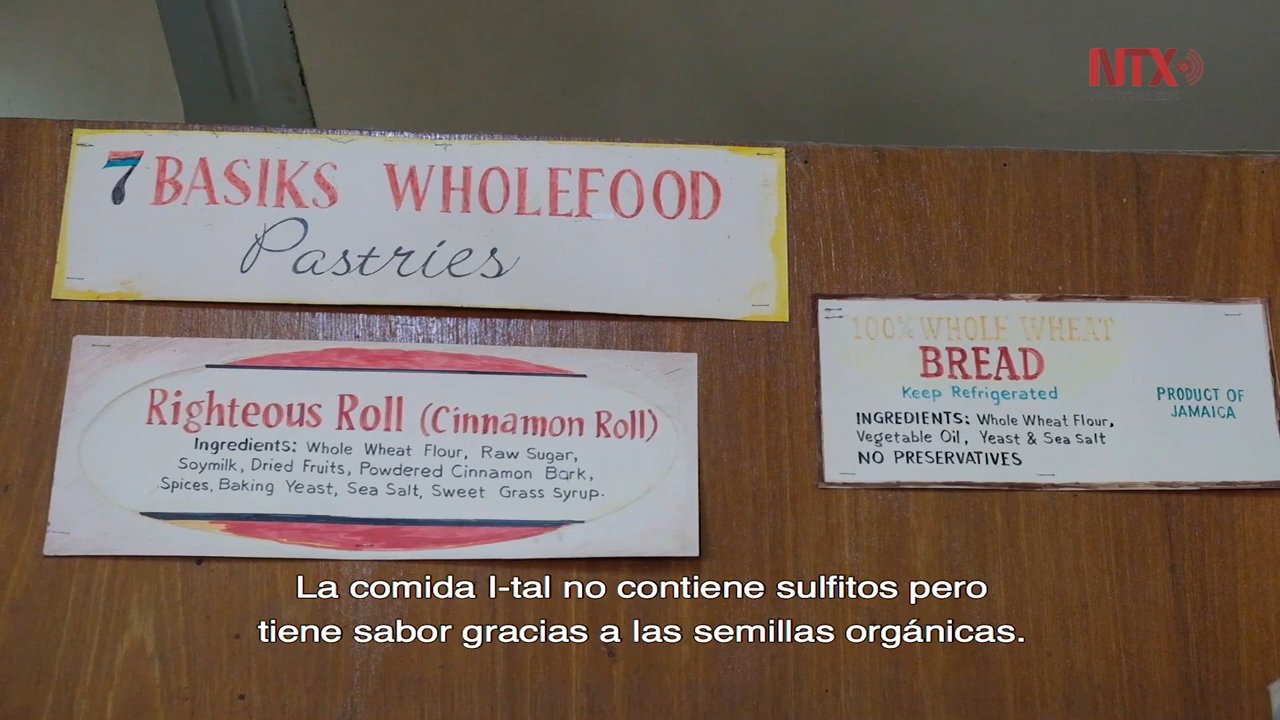 NTX
7 BASIKS WHOLEFOOD
Pastries
Righteous Roll (Cinnamon Roll)
Ingredients: Whole Wheat Flour, Raw Sugar,
Soymilk, Dried Fruits, Powdered Cinnamon Bark,
Spices, Baking Yeast, Sea Salt, Sweet Grass Syrup.
100% WHOLE WHEAT
BREAD
Keep Refrigerated
INGREDIENTS: Whole Wheat Flour,
Vegetable Oil, Yeast & Sea Salt
NO PRESERVATIVES
PRODUCT OF
JAMAICA
La comida I-tal no contiene sulfitos pero
tiene sabor gracias a las semillas orgánicas.